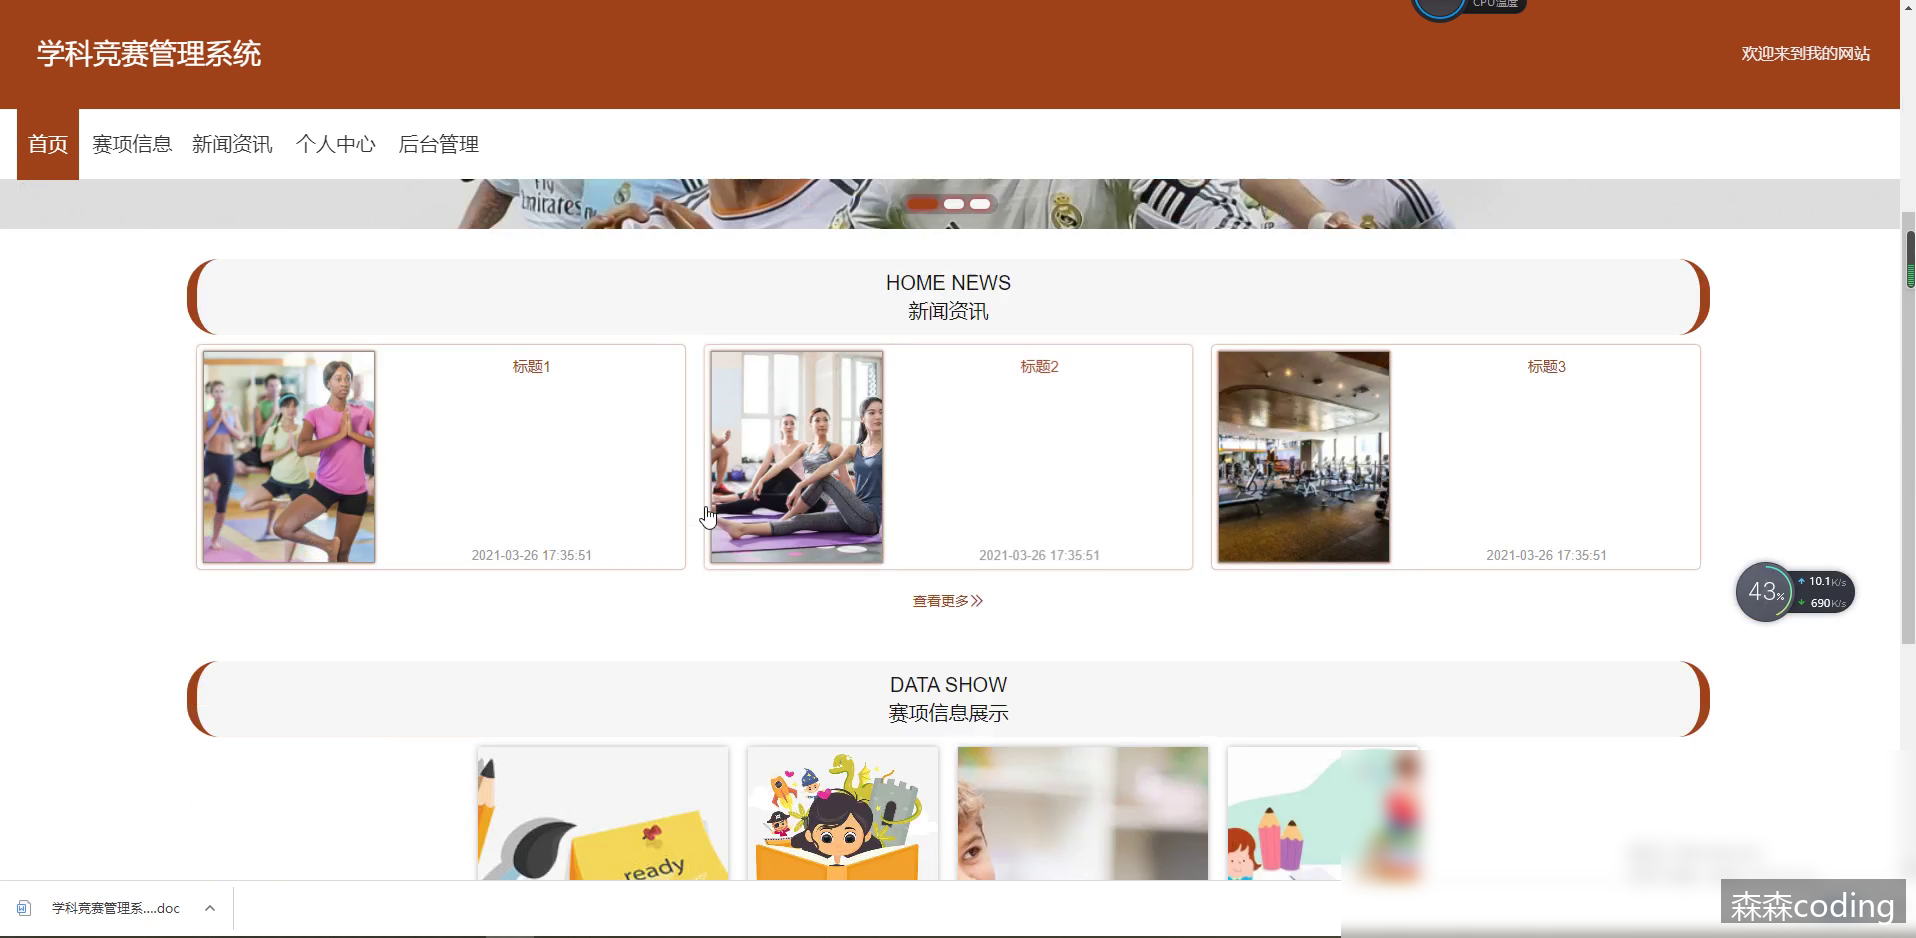 CPU温度
学科竞赛管理系统
欢迎来到我的网站
首页
赛项信息
新闻资讯
个人中心
后台管理
Fly
Emirates
HOME NEWS
新闻资讯
标题1
2021-03-26 17:35:51
标题2
2021-03-26 17:35:51
标题3
2021-03-26 17:35:51
查看更多
43%
10.1K/s
690K/s
DATA SHOW
赛项信息展示
ready
学科竞赛管理系....doc
森森coding